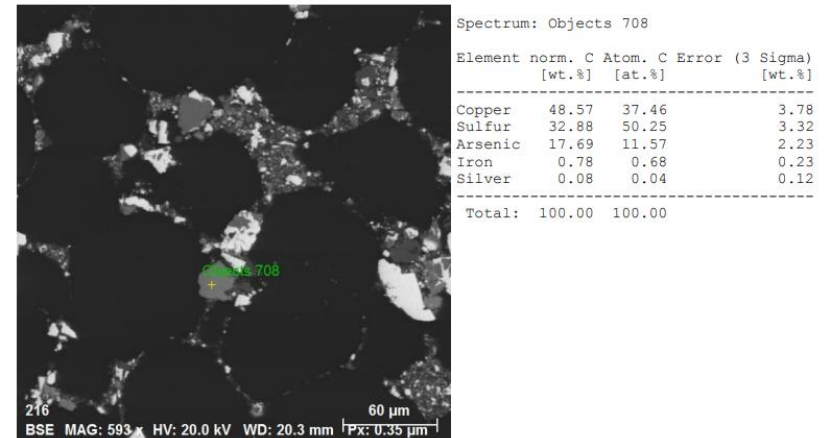 Objects 708
216
60 µm
BSE MAG: 593 x HV: 20.0 kV WD: 20.3 mm Px: 0.35 µm
Spectrum: Objects 708
Element norm. C Atom. C Error (3 Sigma)
[wt.%] [at.%] [wt.%]
Copper 48.57 37.46 3.78
Sulfur 32.88 50.25 3.32
Arsenic 17.69 11.57 2.23
Iron 0.78 0.68 0.23
Silver 0.08 0.04 0.12
Total: 100.00 100.00